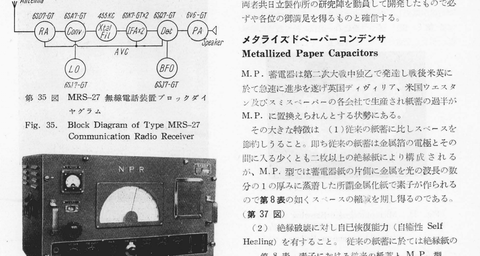 Antenna
6SD7-GT 6SA7-GT 455KC 6SK7-GT×2 6SQ7-GT 6V6-GT
RA Conv Xtal Fil IFA×2 Det PA
Speaker
AVC
LO BFO
6SJ7-GT 6SJ7-GT
第 35 図 MRS-27 無線電話装置ブロックダイ
ヤグラム
Fig. 35. Block Diagram of Type MRS-27
Communication Radio Receiver
NPR
両者共日立製作所の研究陣を動員して開発したもので必
ずや各位の御満足を得るものと確信する。
メタライズドペーパーコンデンサ
Metallized Paper Capacitors
M.P. 蓄電器は第二次大戦中独乙で発達し戦後米英に
於て急速に進歩を遂げ英国ディヴィリア、米国ウエスタ
ン及びスミスペーパーの各会社で生産され紙蓄の過半が
M.P. に置換えられんとする状勢にある。
その大きな特徴は (1) 従来の紙蓄に比しスペースを
節約しうること。即ち従来の紙蓄は金属箔の電極とその
間に入る少くとも二枚以上の絶縁紙により構成される
が、M.P. 型では蓄電器紙の片側に金属を光の波長の数
分の1の厚みに蒸着した所謂金属化紙で素子が作られる
ので第8表の如くスペースの縮減を期し得るのである。
(第 37 図)
(2) 絶縁破壊に対し自己恢復能力 (自癒性 Self
Healing) を有すること。 従来の紙蓄に於ては絶縁紙の